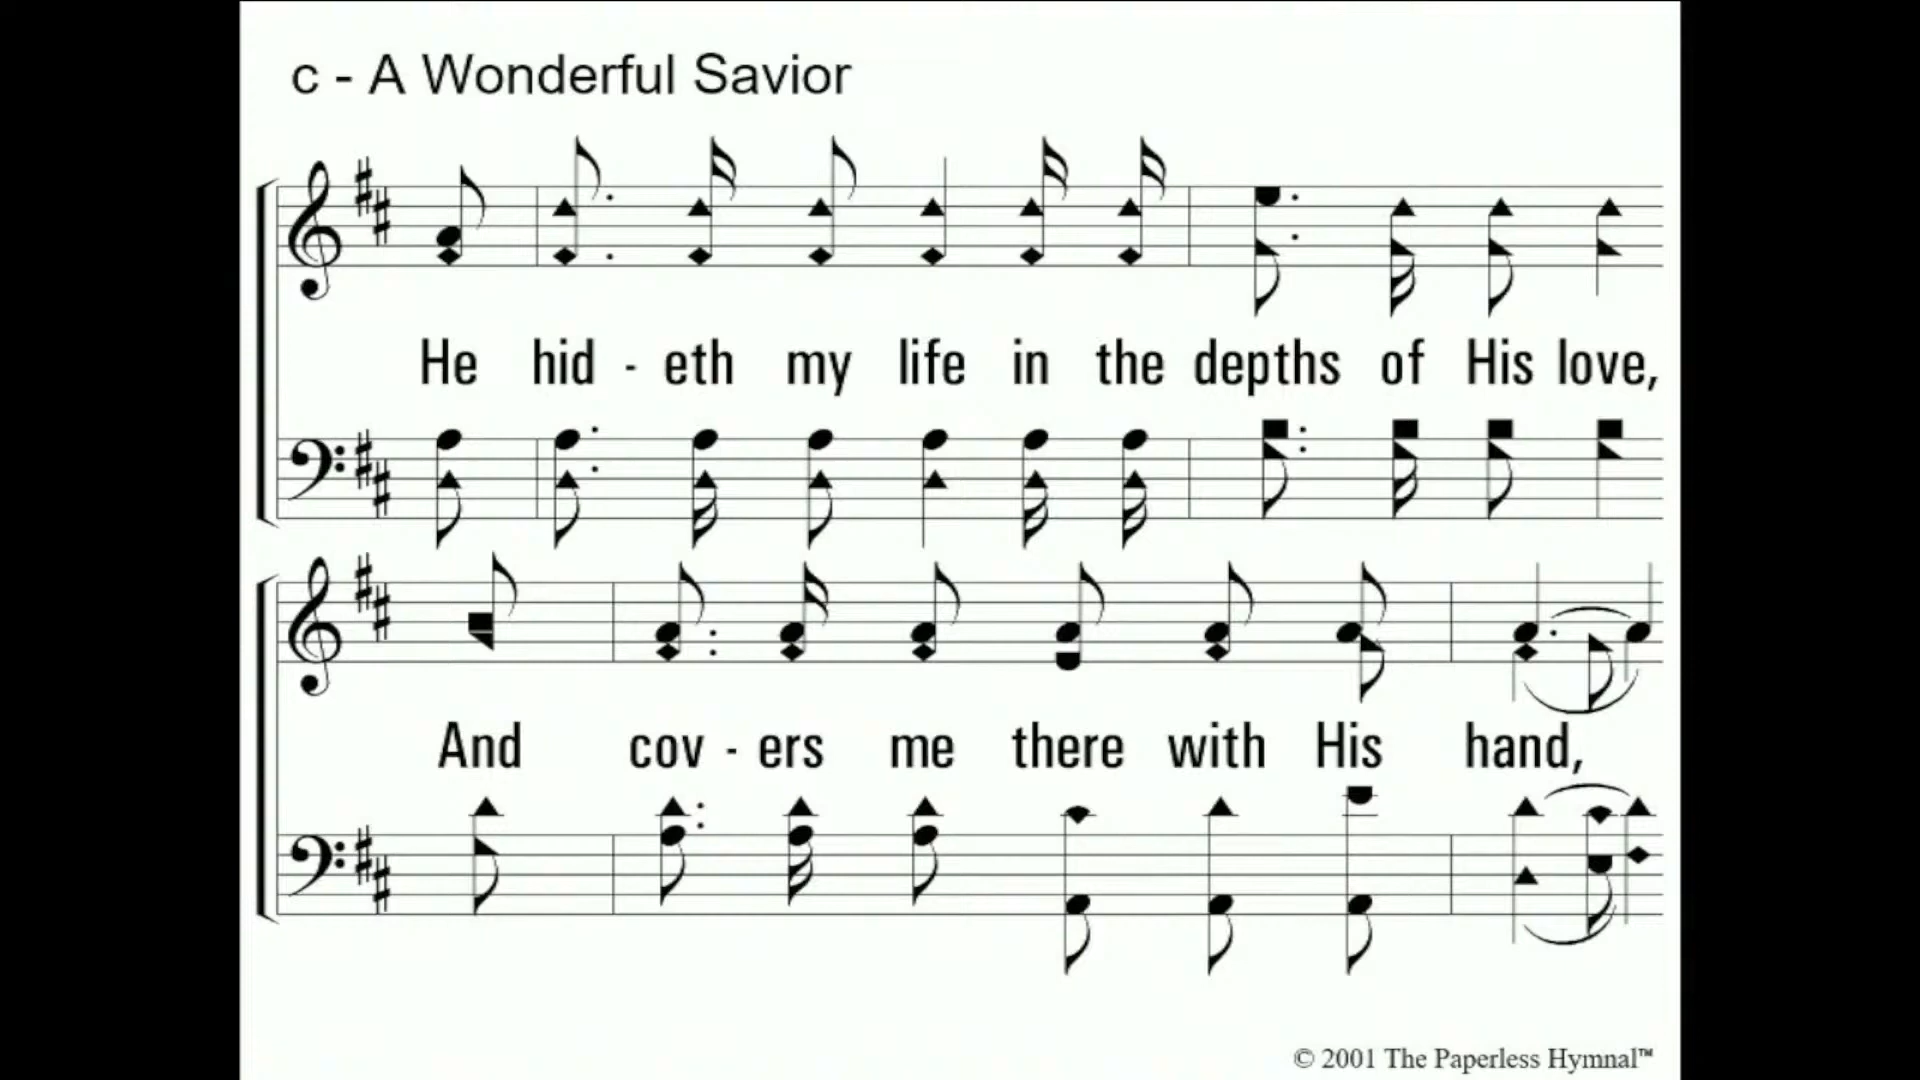 c - A Wonderful Savior
He hid - eth my life in the depths of His love,
And cov - ers me there with His hand,
© 2001 The Paperless Hymnal™